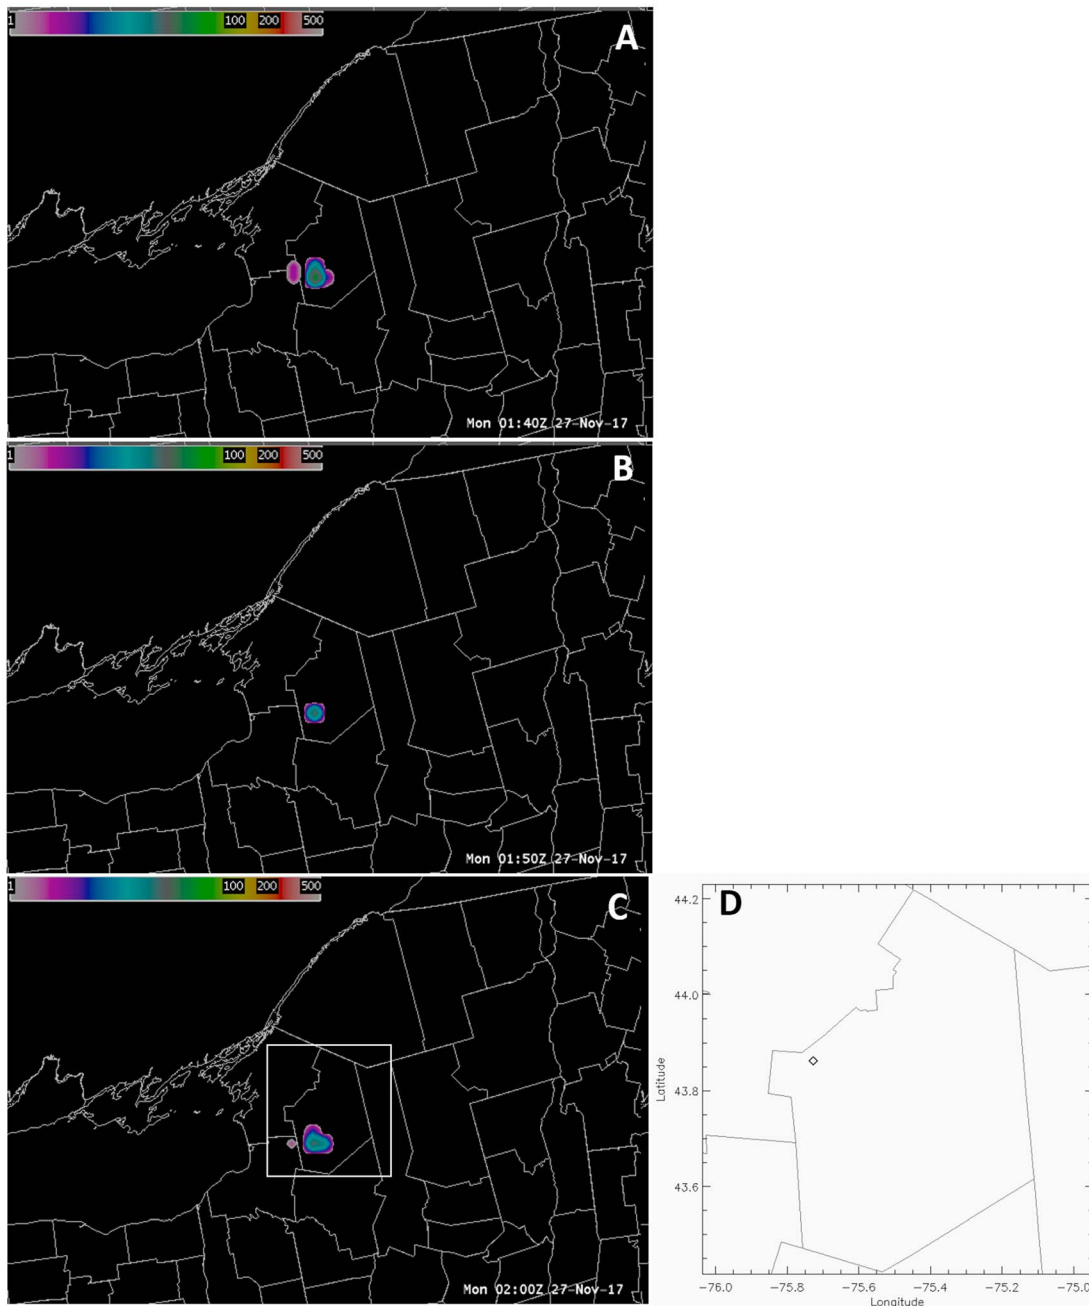 1 100 200 500
A
Mon 01:40Z 27-Nov-17
1 100 200 500
B
Mon 01:50Z 27-Nov-17
1 100 200 500
C
Mon 02:00Z 27-Nov-17
D
44.2
44.0
43.8
43.6
Latitude
−76.0 −75.8 −75.6 −75.4 −75.2 −75.0
Longitude